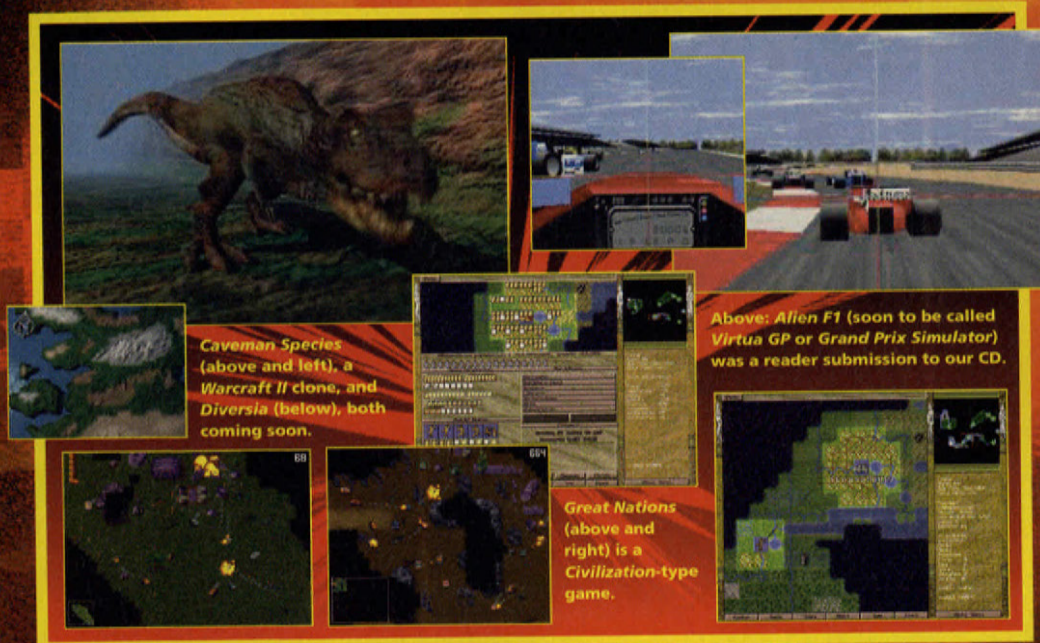 Caveman Species
(above and left), a
Warcraft II clone, and
Diversia (below), both
coming soon.
Above: Alien F1 (soon to be called
Virtua GP or Grand Prix Simulator)
was a reader submission to our CD.
68
664
Great Nations
(above and
right) is a
Civilization-type
game.